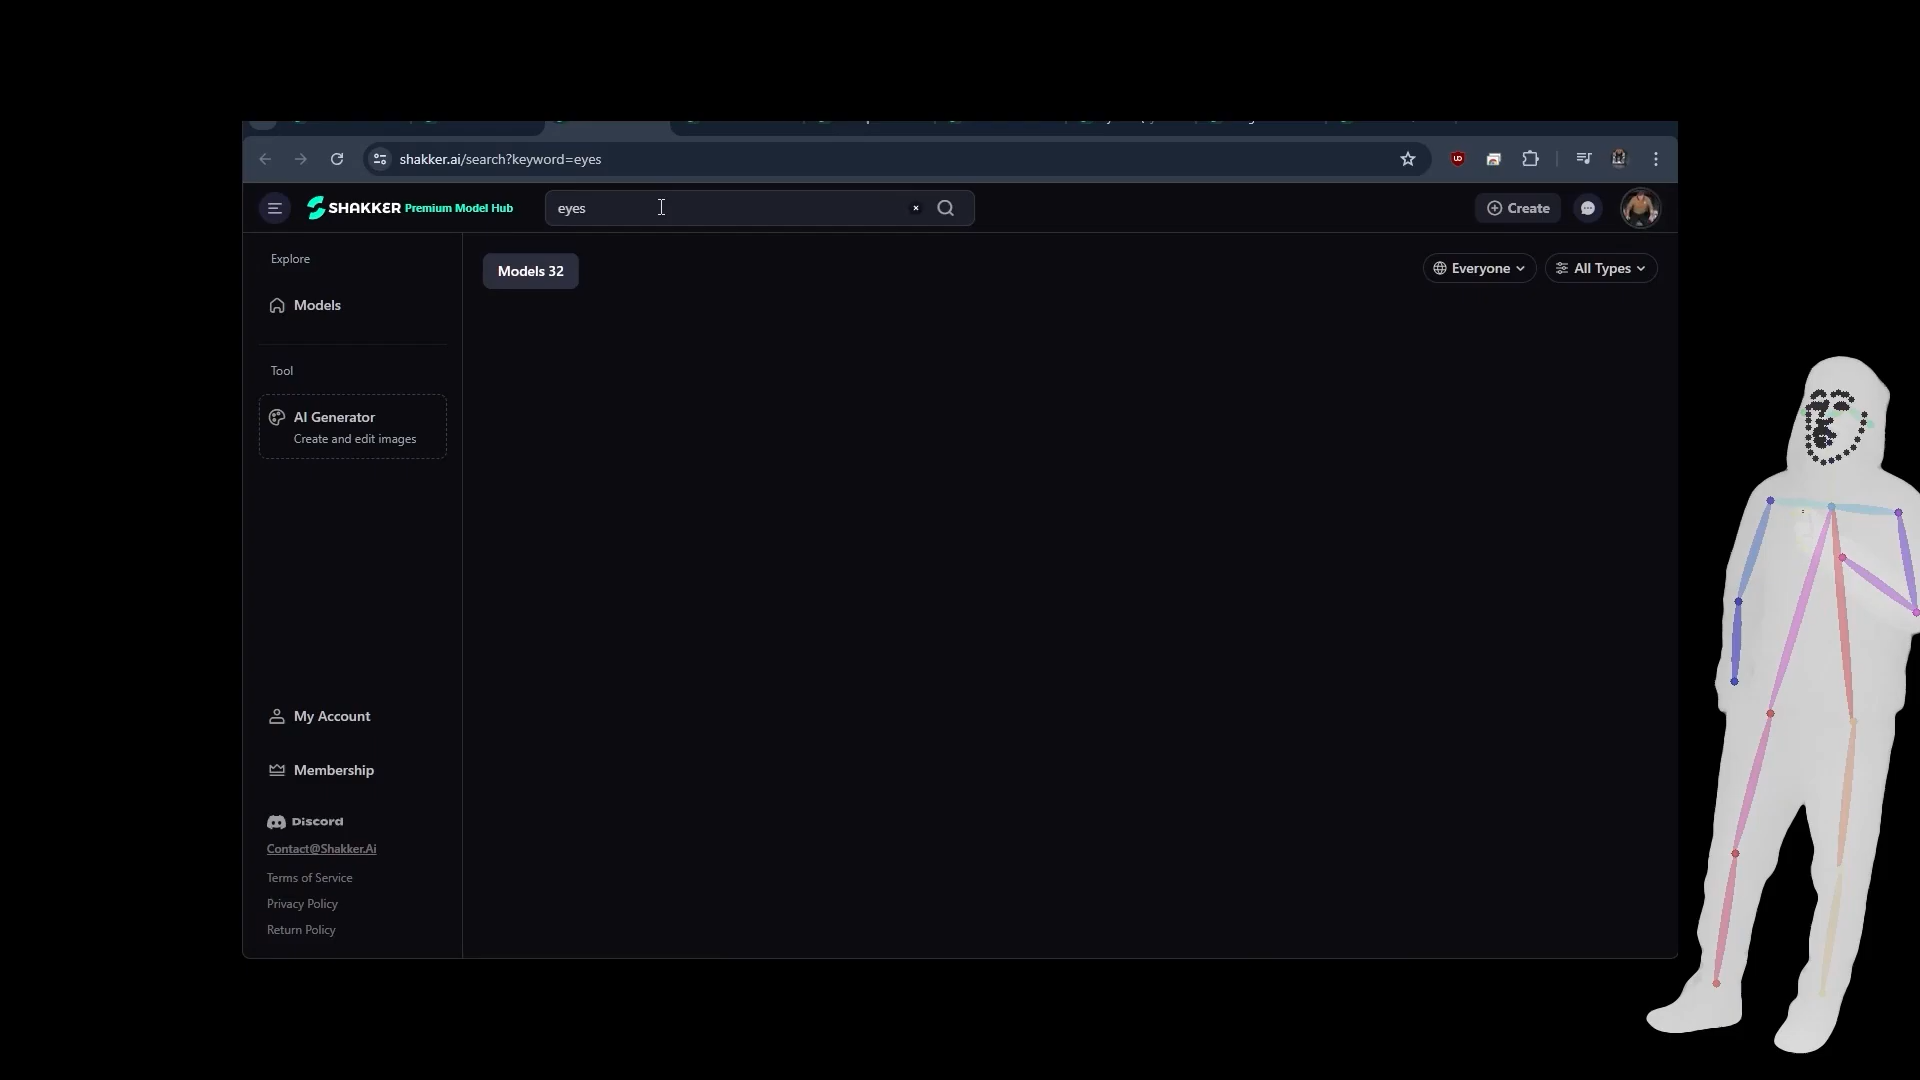 shakker.ai/search?keyword=eyes
SHAKKER Premium Model Hub
eyes
Create
Explore
Models 32
Everyone
All Types
Models
Tool
AI Generator
Create and edit images
My Account
Membership
Discord
Contact@Shakker.Ai
Terms of Service
Privacy Policy
Return Policy